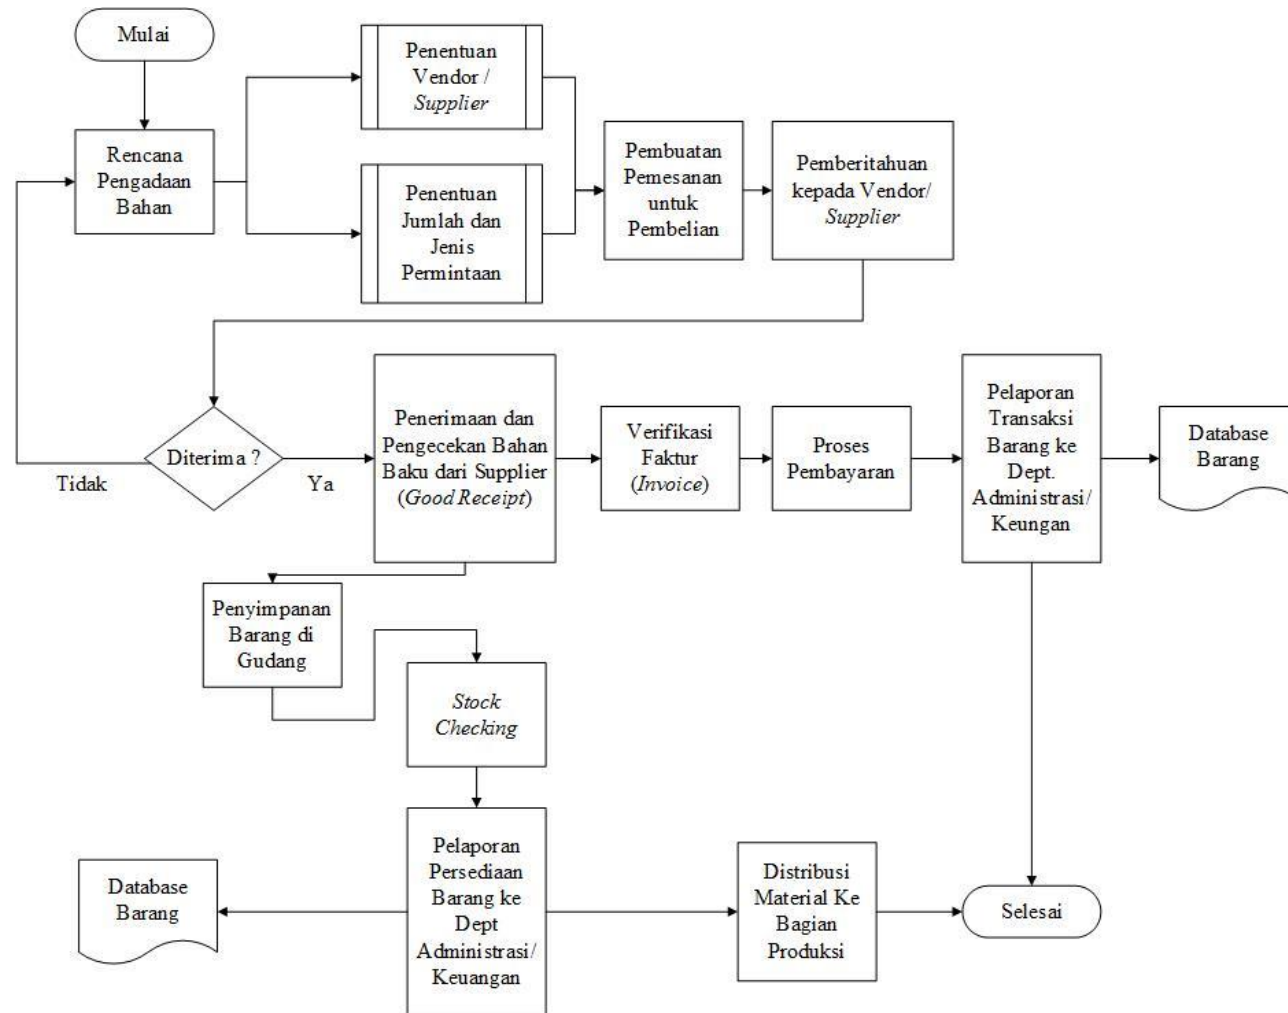 Mulai
Penentuan
Vendor /
Supplier
Rencana
Pengadaan
Bahan
Penentuan
Jumlah dan
Jenis
Permintaan
Pembuatan
Pemesanan
untuk
Pembelian
Pemberitahuan
kepada Vendor/
Supplier
Diterima ?
Tidak
Ya
Penerimaan dan
Pengecekan Bahan
Baku dari Supplier
(Good Receipt)
Verifikasi
Faktur
(Invoice)
Proses
Pembayaran
Pelaporan
Transaksi
Barang ke
Dept.
Administrasi/
Keungan
Database
Barang
Penyimpanan
Barang di
Gudang
Stock
Checking
Pelaporan
Persediaan
Barang ke
Dept
Administrasi/
Keuangan
Database
Barang
Distribusi
Material Ke
Bagian
Produksi
Selesai